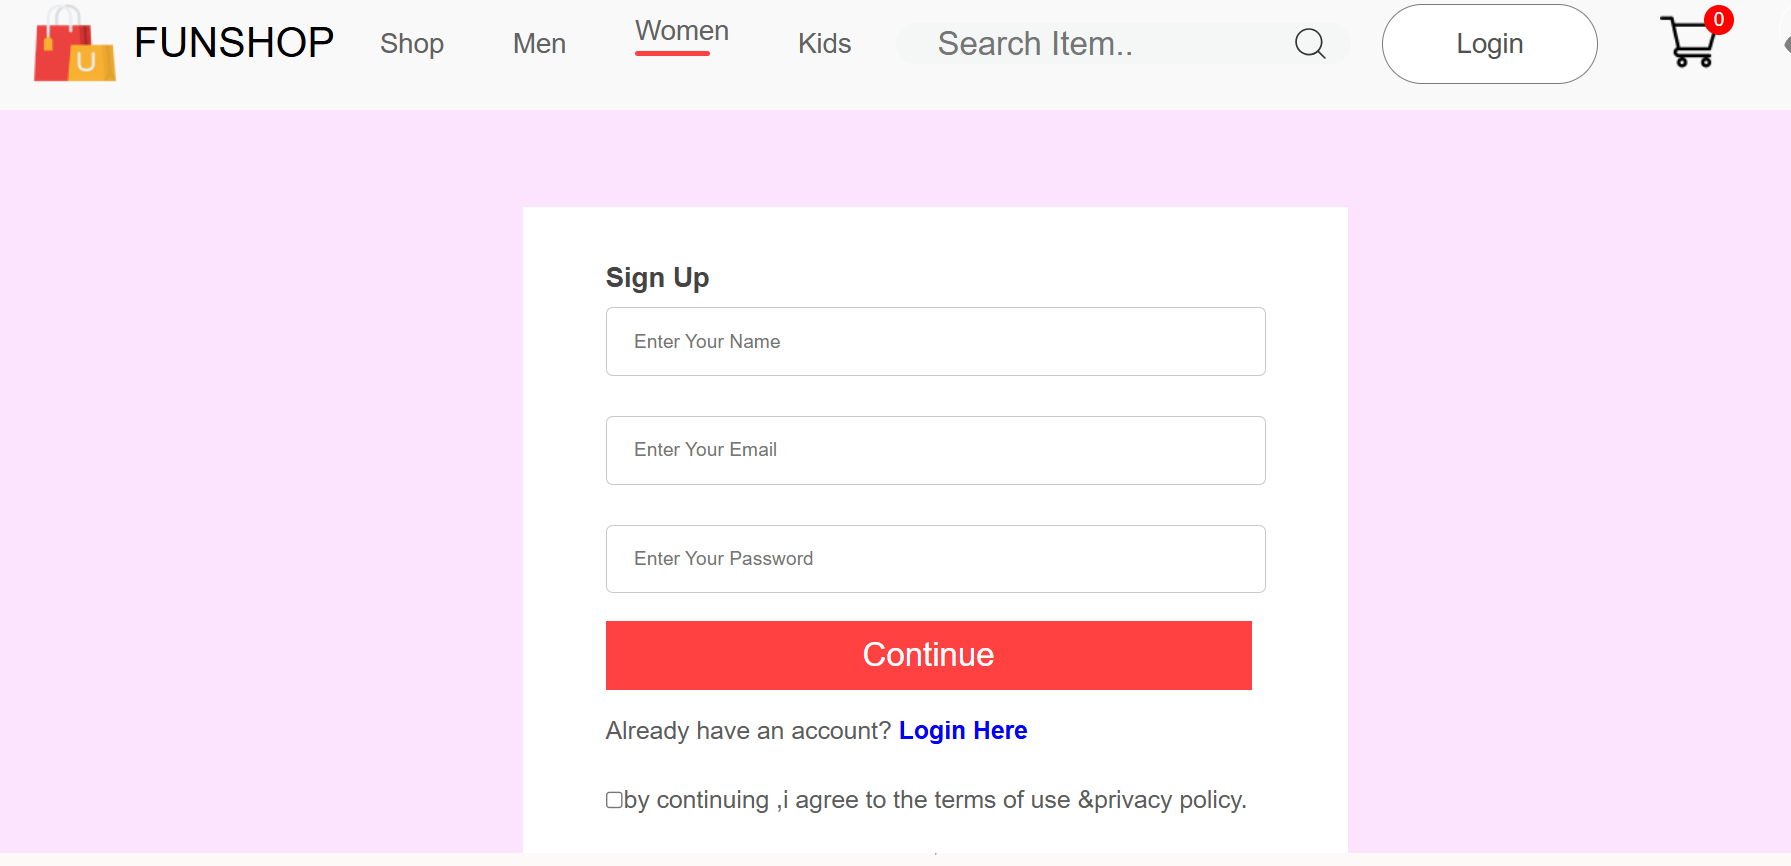 U
FUNSHOP
Shop
Men
Women
Kids
Search Item..
Login
0
Sign Up
Enter Your Name
Enter Your Email
Enter Your Password
Continue
Already have an account? Login Here
by continuing ,i agree to the terms of use &privacy policy.